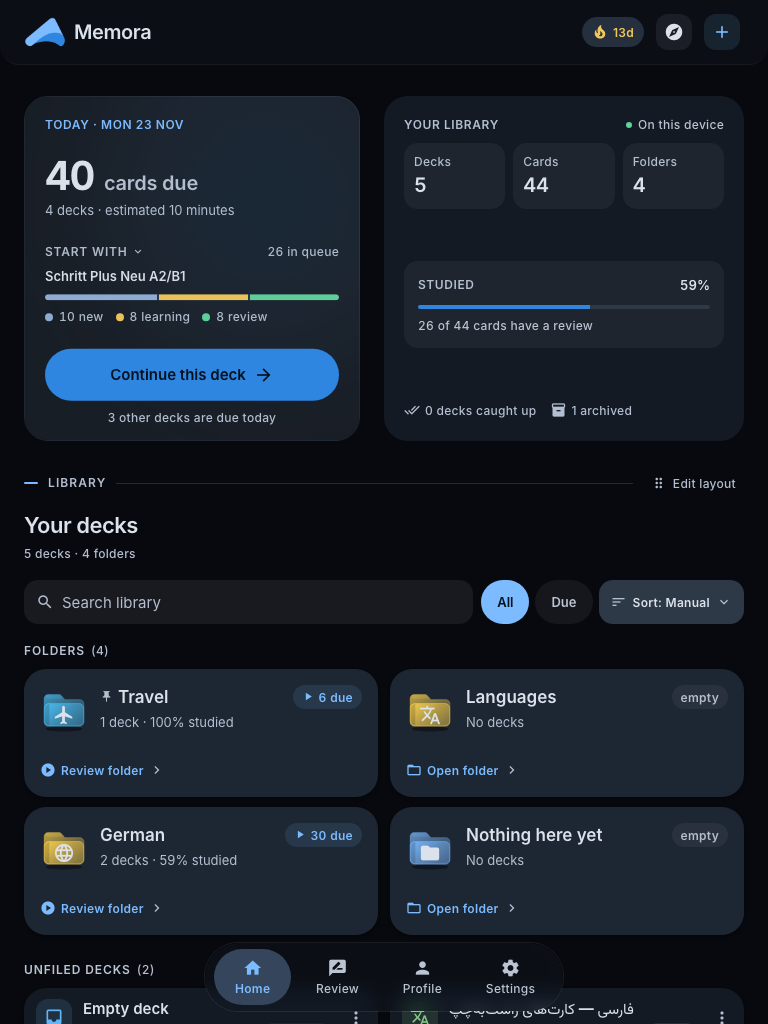 Memora
13d
TODAY · MON 23 NOV
40 cards due
4 decks · estimated 10 minutes
START WITH
26 in queue
Schritt Plus Neu A2/B1
10 new
8 learning
8 review
Continue this deck
3 other decks are due today
YOUR LIBRARY
On this device
Decks
5
Cards
44
Folders
4
STUDIED
59%
26 of 44 cards have a review
0 decks caught up
1 archived
LIBRARY
Edit layout
Your decks
5 decks · 4 folders
Search library
All
Due
Sort: Manual
FOLDERS (4)
Travel
6 due
1 deck · 100% studied
Review folder
Languages
empty
No decks
Open folder
German
30 due
2 decks · 59% studied
Review folder
Nothing here yet
empty
No decks
Open folder
UNFILED DECKS (2)
Empty deck
فارسی — کارت‌های راست‌به‌چپ
Home
Review
Profile
Settings